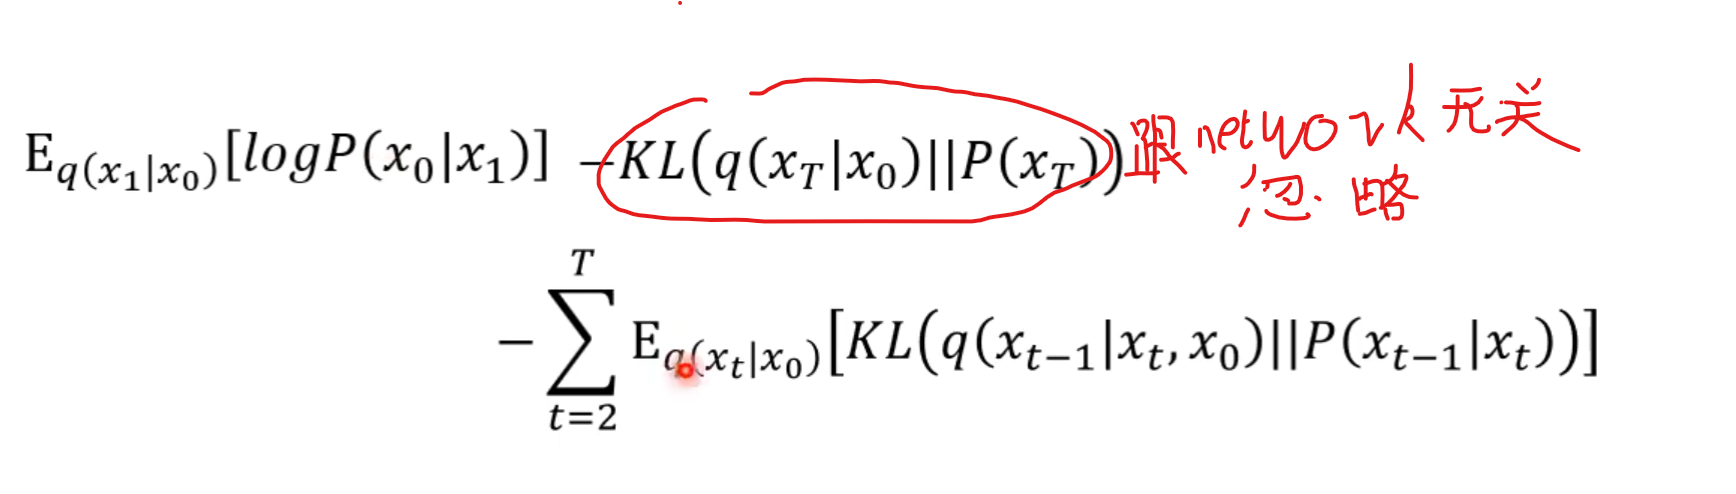 E_{q(x_1|x_0)}[logP(x_0|x_1)] −KL(q(x_T|x_0)||P(x_T)) 跟network无关
忽略
− \sum_{t=2}^{T} E_{q(x_t|x_0)}[KL(q(x_{t−1}|x_t, x_0)||P(x_{t−1}|x_t))]